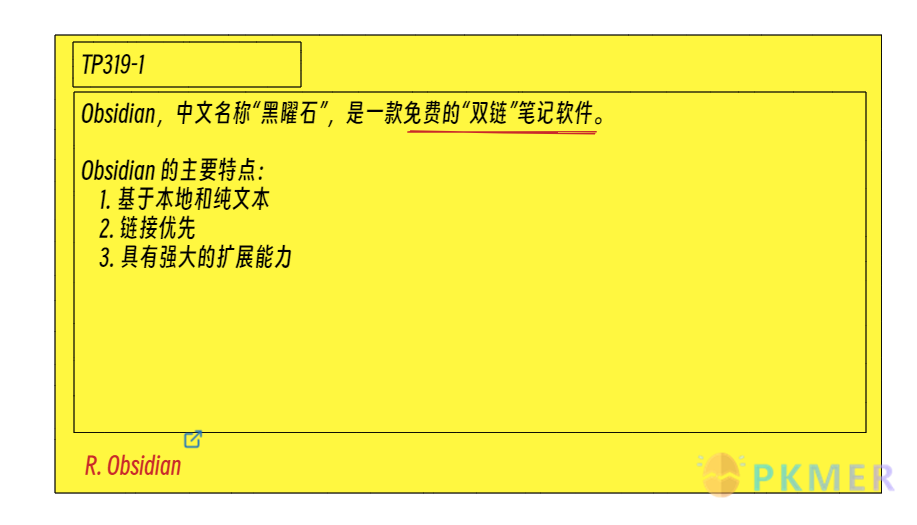 TP319-1
Obsidian，中文名称“黑曜石”，是一款免费的“双链”笔记软件。
Obsidian 的主要特点：
1. 基于本地和纯文本
2. 链接优先
3. 具有强大的扩展能力
R. Obsidian
PKMER